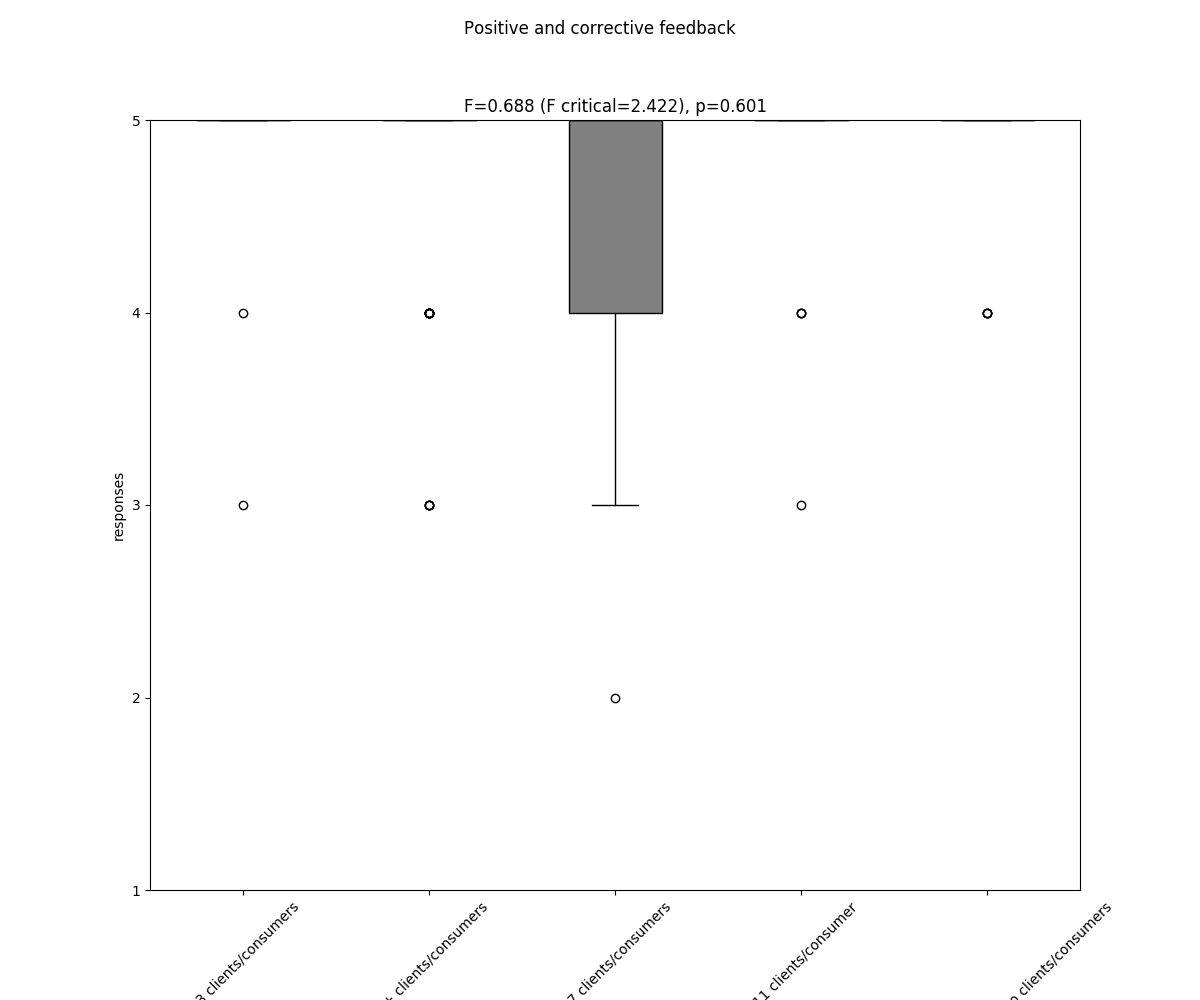 Positive and corrective feedback
F=0.688 (F critical=2.422), p=0.601
5
4
3
2
1
responses
3 clients/consumers
clients/consumers
7 clients/consumers
11 clients/consumer
clients/consumers